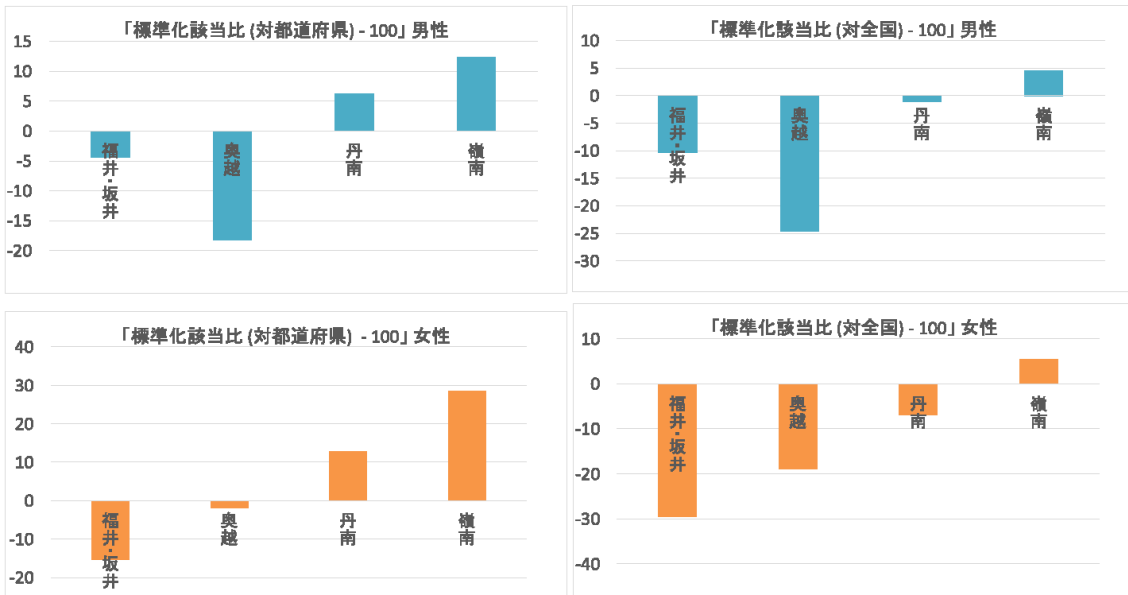 「標準化該当比 (対都道府県) - 100」 男性
15
10
5
0
-5
-10
-15
-20
福井・坂井
奥越
丹南
嶺南
「標準化該当比 (対全国) - 100」 男性
10
5
0
-5
-10
-15
-20
-25
-30
福井・坂井
奥越
丹南
嶺南
「標準化該当比 (対都道府県) - 100」 女性
40
30
20
10
0
-10
-20
福井・坂井
奥越
丹南
嶺南
「標準化該当比 (対全国) - 100」 女性
10
0
-10
-20
-30
-40
福井・坂井
奥越
丹南
嶺南